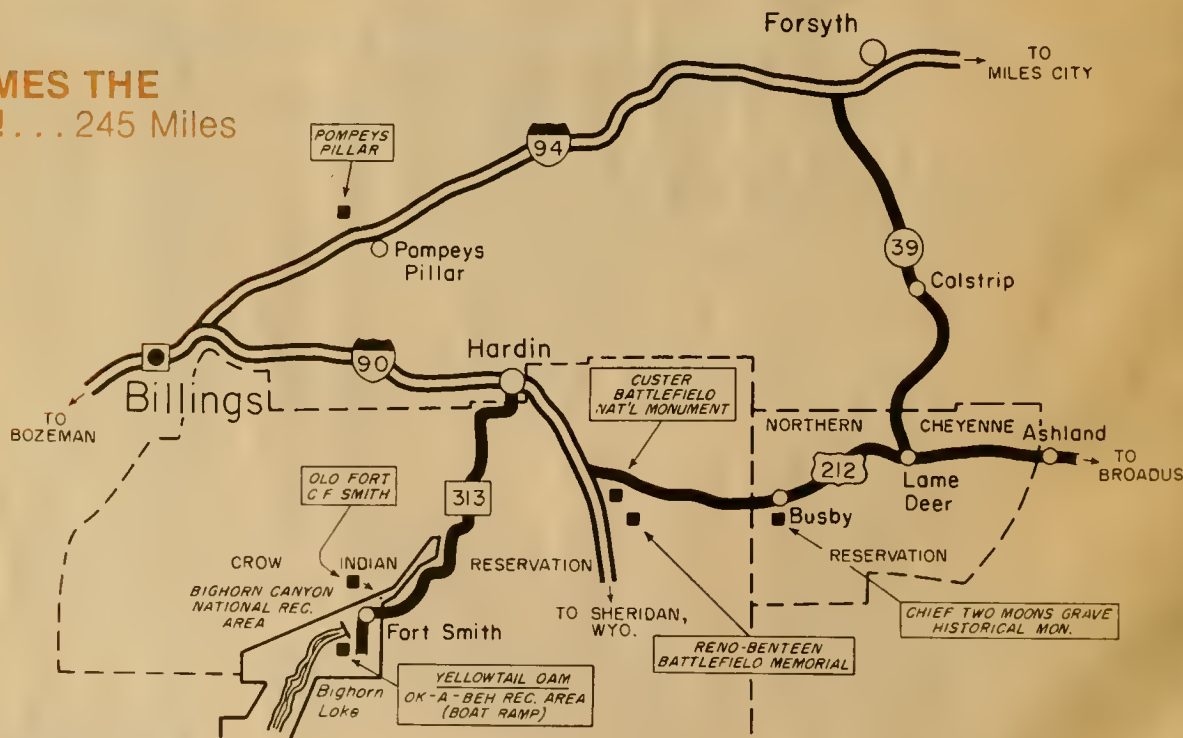 MES THE
!... 245 Miles
Forsyth
TO
MILES CITY
POMPEYS
PILLAR
94
Pompeys
Pillar
39
Colstrip
Hardin
90
Billings
TO
BOZEMAN
CUSTER
BATTLEFIELD
NAT'L MONUMENT
NORTHERN CHEYENNE
Ashland
TO
BROADUS
212
Lame
Deer
Busby
OLD FORT
C F SMITH
313
CROW INDIAN RESERVATION
RESERVATION
BIGHORN CANYON
NATIONAL REC.
AREA
TO SHERIDAN,
WYO.
CHIEF TWO MOONS GRAVE
HISTORICAL MON.
Fort Smith
RENO-BENTEEN
BATTLEFIELD MEMORIAL
Bighorn
Lake
YELLOWTAIL DAM
OK-A-BEH REC. AREA
(BOAT RAMP)